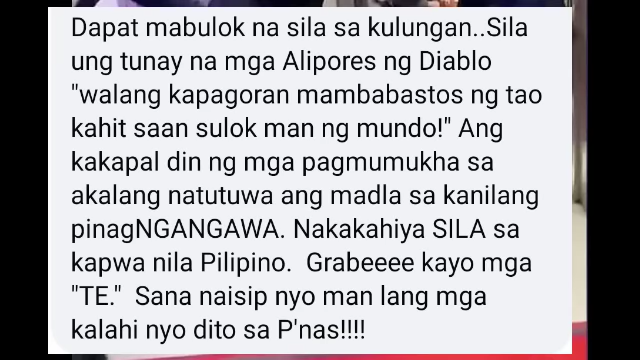 Dapat mabulok na sila sa kulungan..Sila
ung tunay na mga Alipores ng Diablo
"walang kapagoran mambabastos ng tao
kahit saan sulok man ng mundo!" Ang
kakapal din ng mga pagmumukha sa
akalang natutuwa ang madla sa kanilang
pinagNGANGAWA. Nakakahiya SILA sa
kapwa nila Pilipino.  Grabeeee kayo mga
"TE."  Sana naisip nyo man lang mga
kalahi nyo dito sa P'nas!!!!